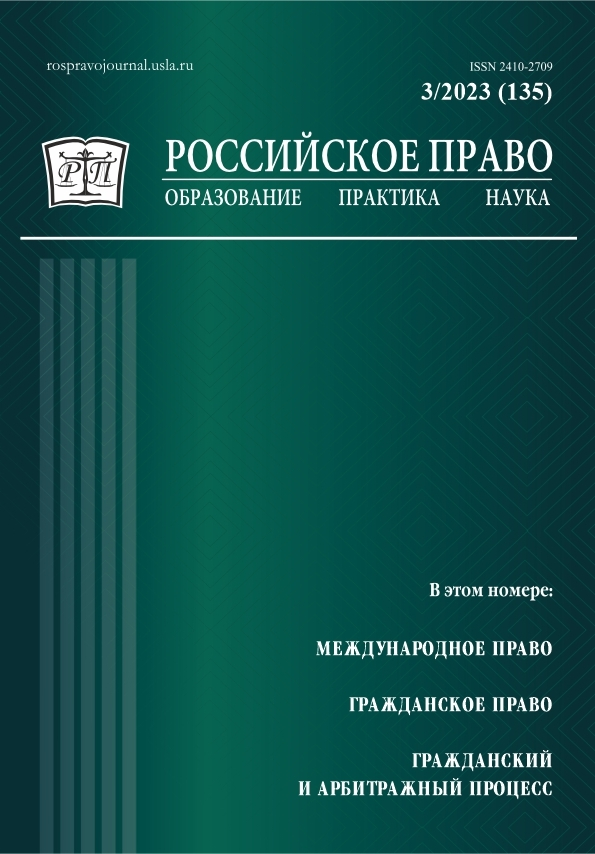 rospravojournal.usla.ru
ISSN 2410-2709
3/2023 (135)
РП
РОССИЙСКОЕ ПРАВО
ОБРАЗОВАНИЕ ПРАКТИКА НАУКА
В этом номере:
МЕЖДУНАРОДНОЕ ПРАВО
ГРАЖДАНСКОЕ ПРАВО
ГРАЖДАНСКИЙ
И АРБИТРАЖНЫЙ ПРОЦЕСС